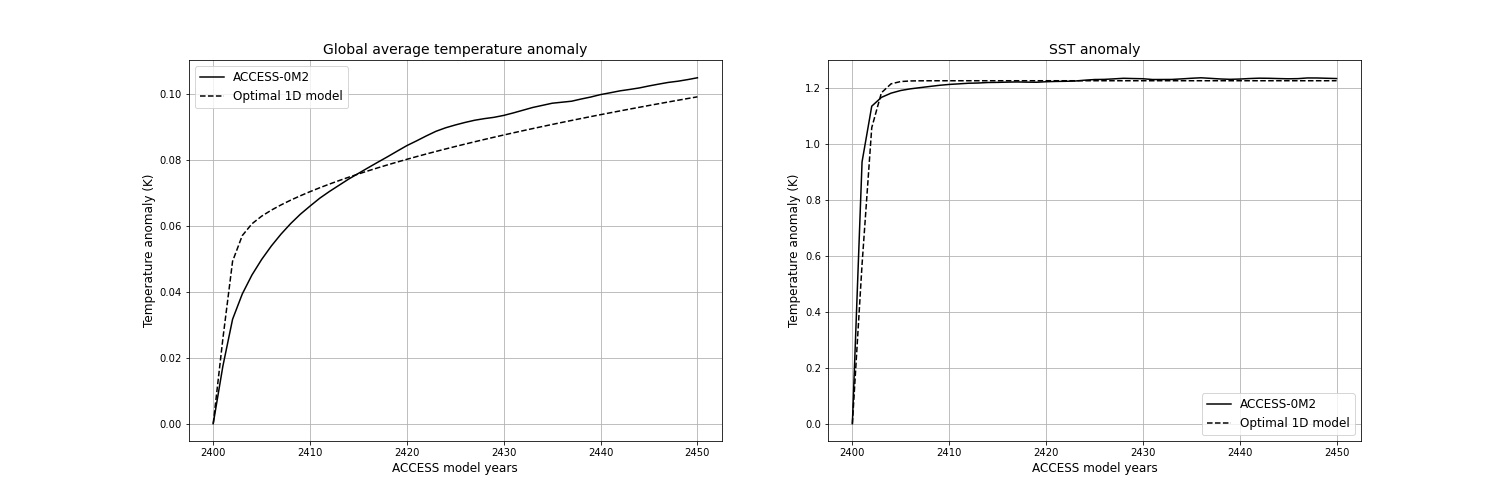 Global average temperature anomaly
ACCESS-0M2
Optimal 1D model
Temperature anomaly (K)
0.10
0.08
0.06
0.04
0.02
0.00
2400 2410 2420 2430 2440 2450
ACCESS model years
SST anomaly
Temperature anomaly (K)
1.2
1.0
0.8
0.6
0.4
0.2
0.0
ACCESS-0M2
Optimal 1D model
2400 2410 2420 2430 2440 2450
ACCESS model years